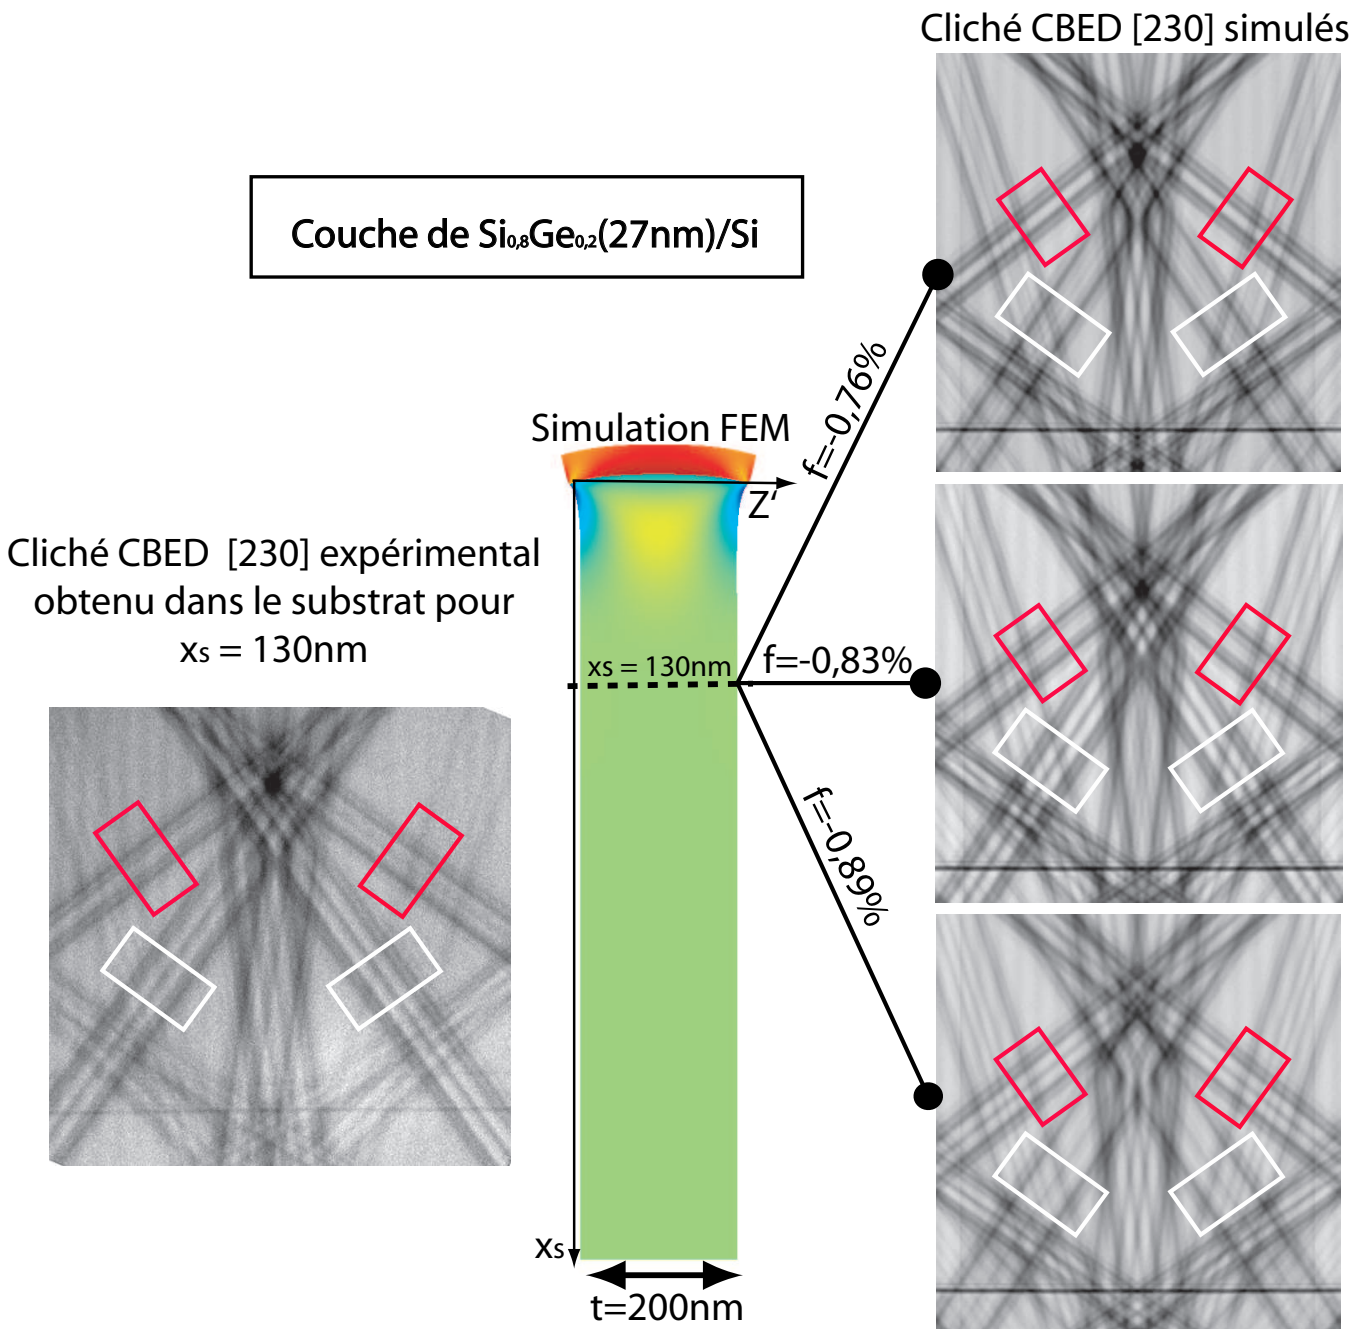 Cliché CBED [230] simulés
Couche de Si0,8Ge0,2(27nm)/Si
f=-0,76%
Simulation FEM
Z'
Cliché CBED [230] expérimental
obtenu dans le substrat pour
xs = 130nm
xs = 130nm
f=-0,83%
f=-0,89%
xs
t=200nm